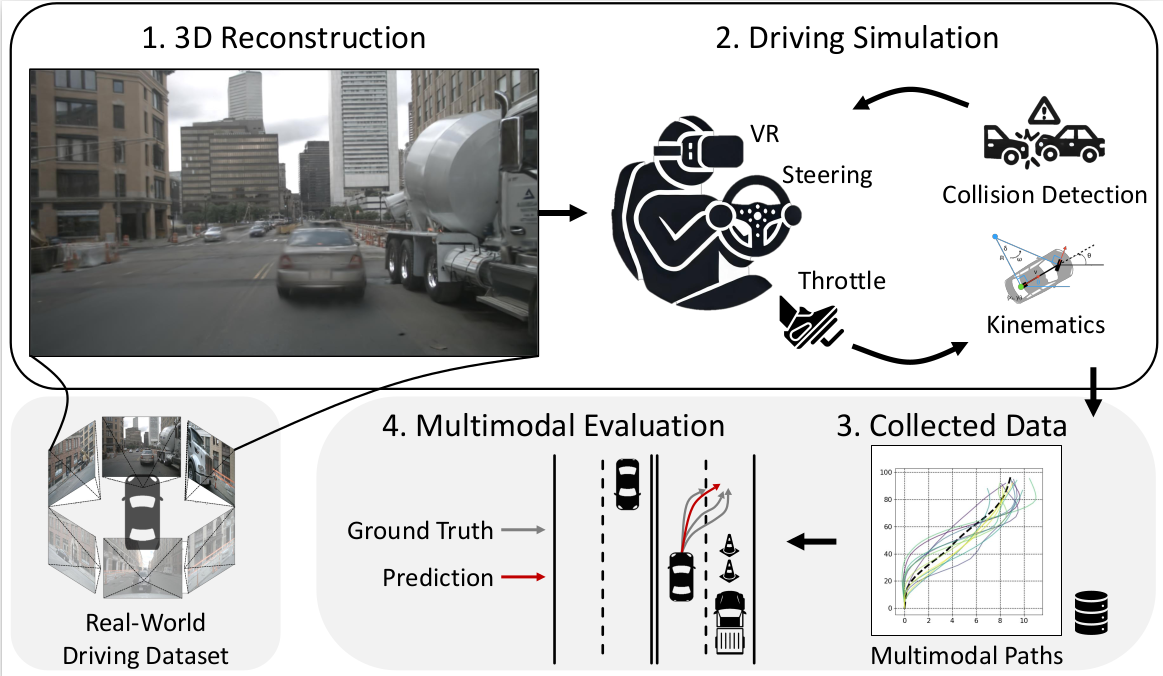 1. 3D Reconstruction
2. Driving Simulation
VR
Steering
Throttle
Collision Detection
δ
R
θ
Kinematics
Real-World
Driving Dataset
4. Multimodal Evaluation
Ground Truth
Prediction
3. Collected Data
100
80
60
40
20
0
0 2 4 6 8 10
Multimodal Paths